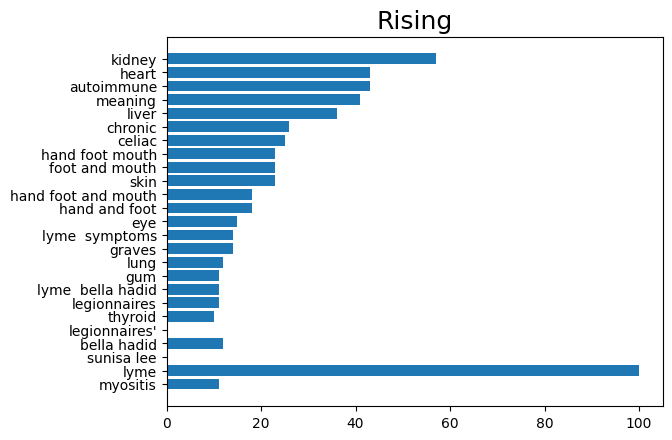 Rising
kidney
heart
autoimmune
meaning
liver
chronic
celiac
hand foot mouth
foot and mouth
skin
hand foot and mouth
hand and foot
eye
lyme  symptoms
graves
lung
gum
lyme  bella hadid
legionnaires
thyroid
legionnaires'
bella hadid
sunisa lee
lyme
myositis
0 20 40 60 80 100